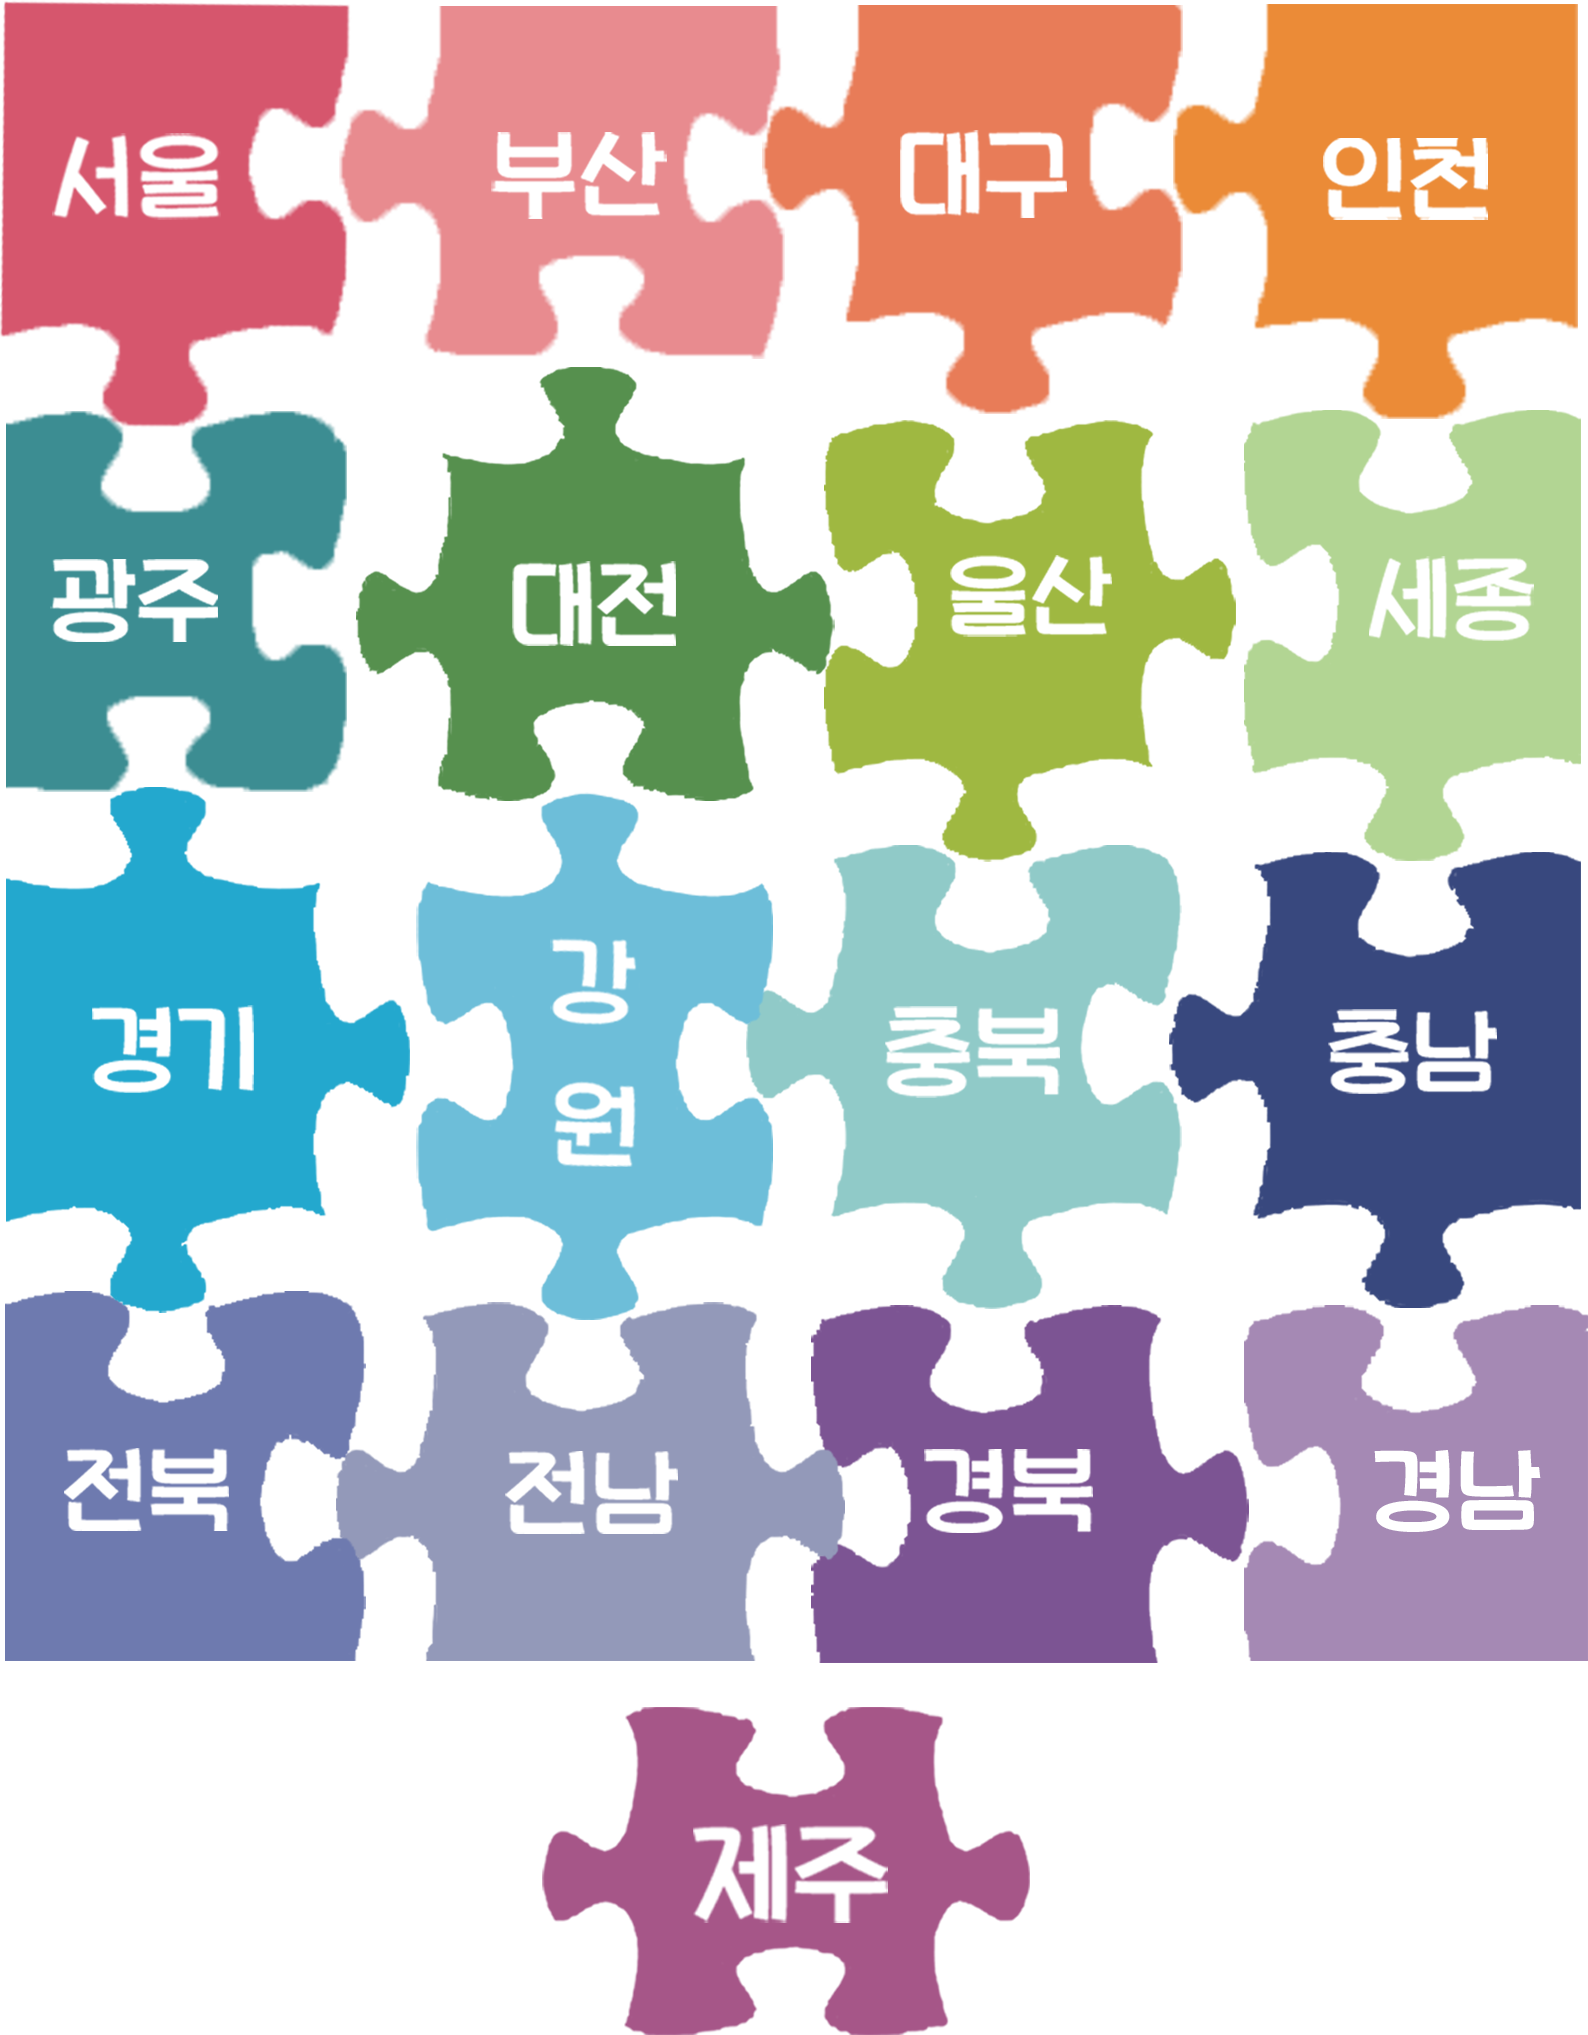 서울 부산 대구 인천
광주 대전 울산 세종
경기 강원 충북 충남
전북 전남 경북 경남
제주